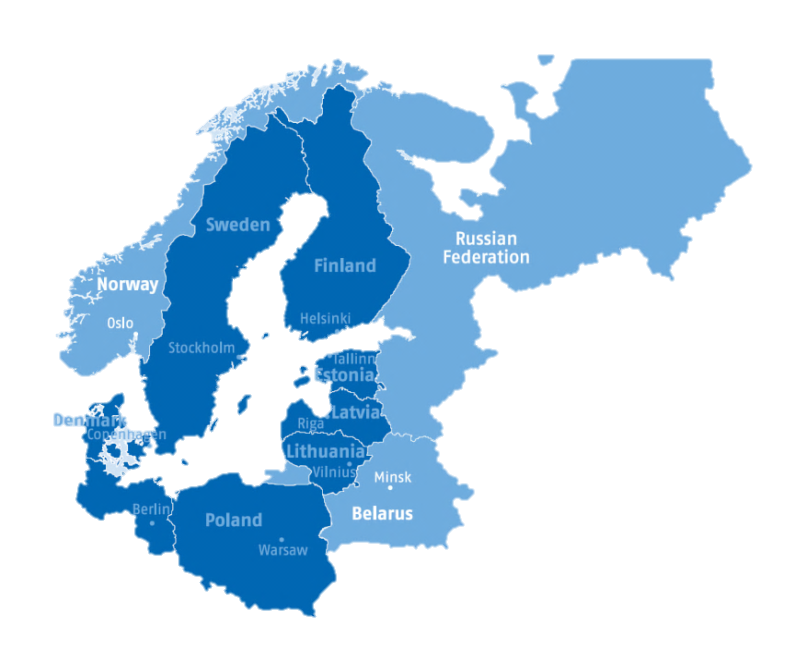 Sweden
Russian
Federation
Finland
Norway
Helsinki
Oslo
Stockholm
Tallinn
Estonia
Latvia
Denmark
Riga
Copenhagen
Lithuania
Vilnius
Minsk
Berlin
Belarus
Poland
Warsaw